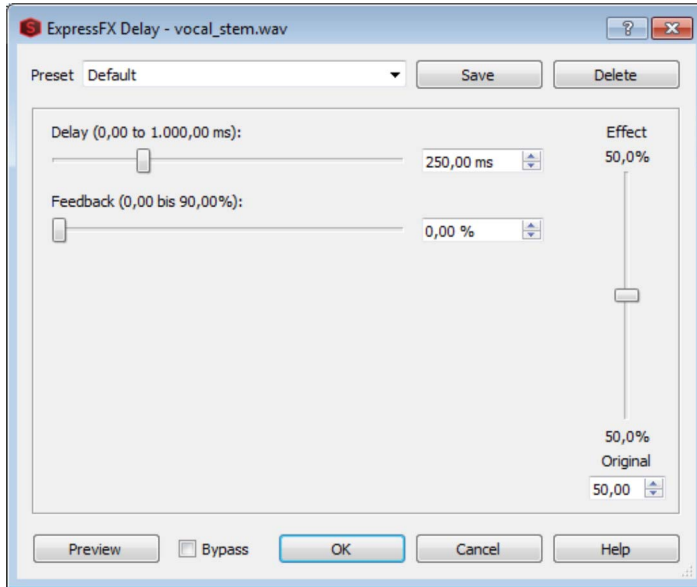 ExpressFX Delay - vocal_stem.wav
Preset Default Save Delete
Delay (0,00 to 1.000,00 ms):
250,00 ms
Feedback (0,00 bis 90,00%):
0,00 %
Effect
50,0%
50,0%
Original
50,00
Preview Bypass OK Cancel Help